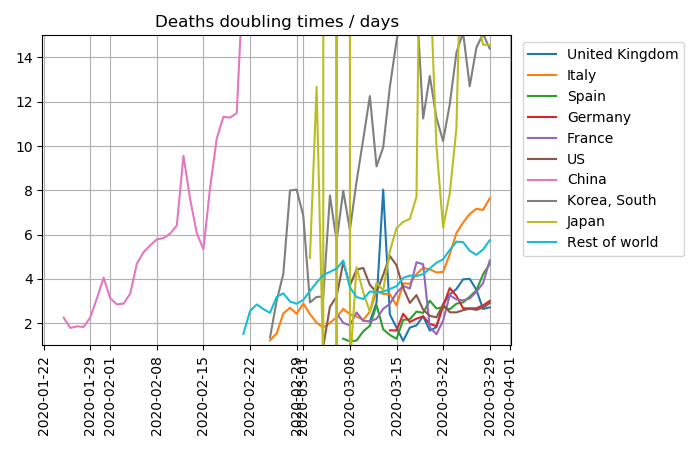 Deaths doubling times / days
14
12
10
8
6
4
2
2020-01-22
2020-01-29
2020-02-01
2020-02-08
2020-02-15
2020-02-22
2020-02-29
2020-03-01
2020-03-08
2020-03-15
2020-03-22
2020-03-29
2020-04-01
United Kingdom
Italy
Spain
Germany
France
US
China
Korea, South
Japan
Rest of world